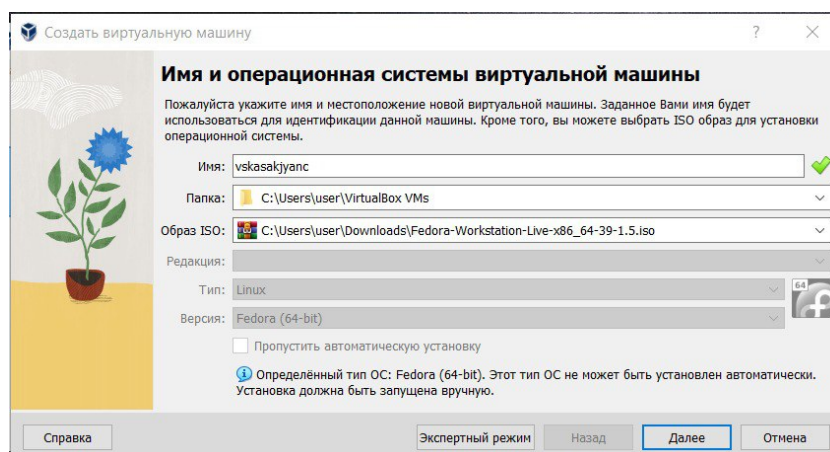 Создать виртуальную машину
?
Имя и операционная системы виртуальной машины
Пожалуйста укажите имя и местоположение новой виртуальной машины. Заданное Вами имя будет
использоваться для идентификации данной машины. Кроме того, вы можете выбрать ISO образ для установки
операционной системы.
Имя: vskasakjyanc
Папка: C:\Users\user\VirtualBox VMs
Образ ISO: C:\Users\user\Downloads\Fedora-Workstation-Live-x86_64-39-1.5.iso
Редакция:
Тип: Linux
64
Версия: Fedora (64-bit)
Пропустить автоматическую установку
Определённый тип ОС: Fedora (64-bit). Этот тип ОС не может быть установлен автоматически.
Установка должна быть запущена вручную.
Справка Экспертный режим Назад Далее Отмена